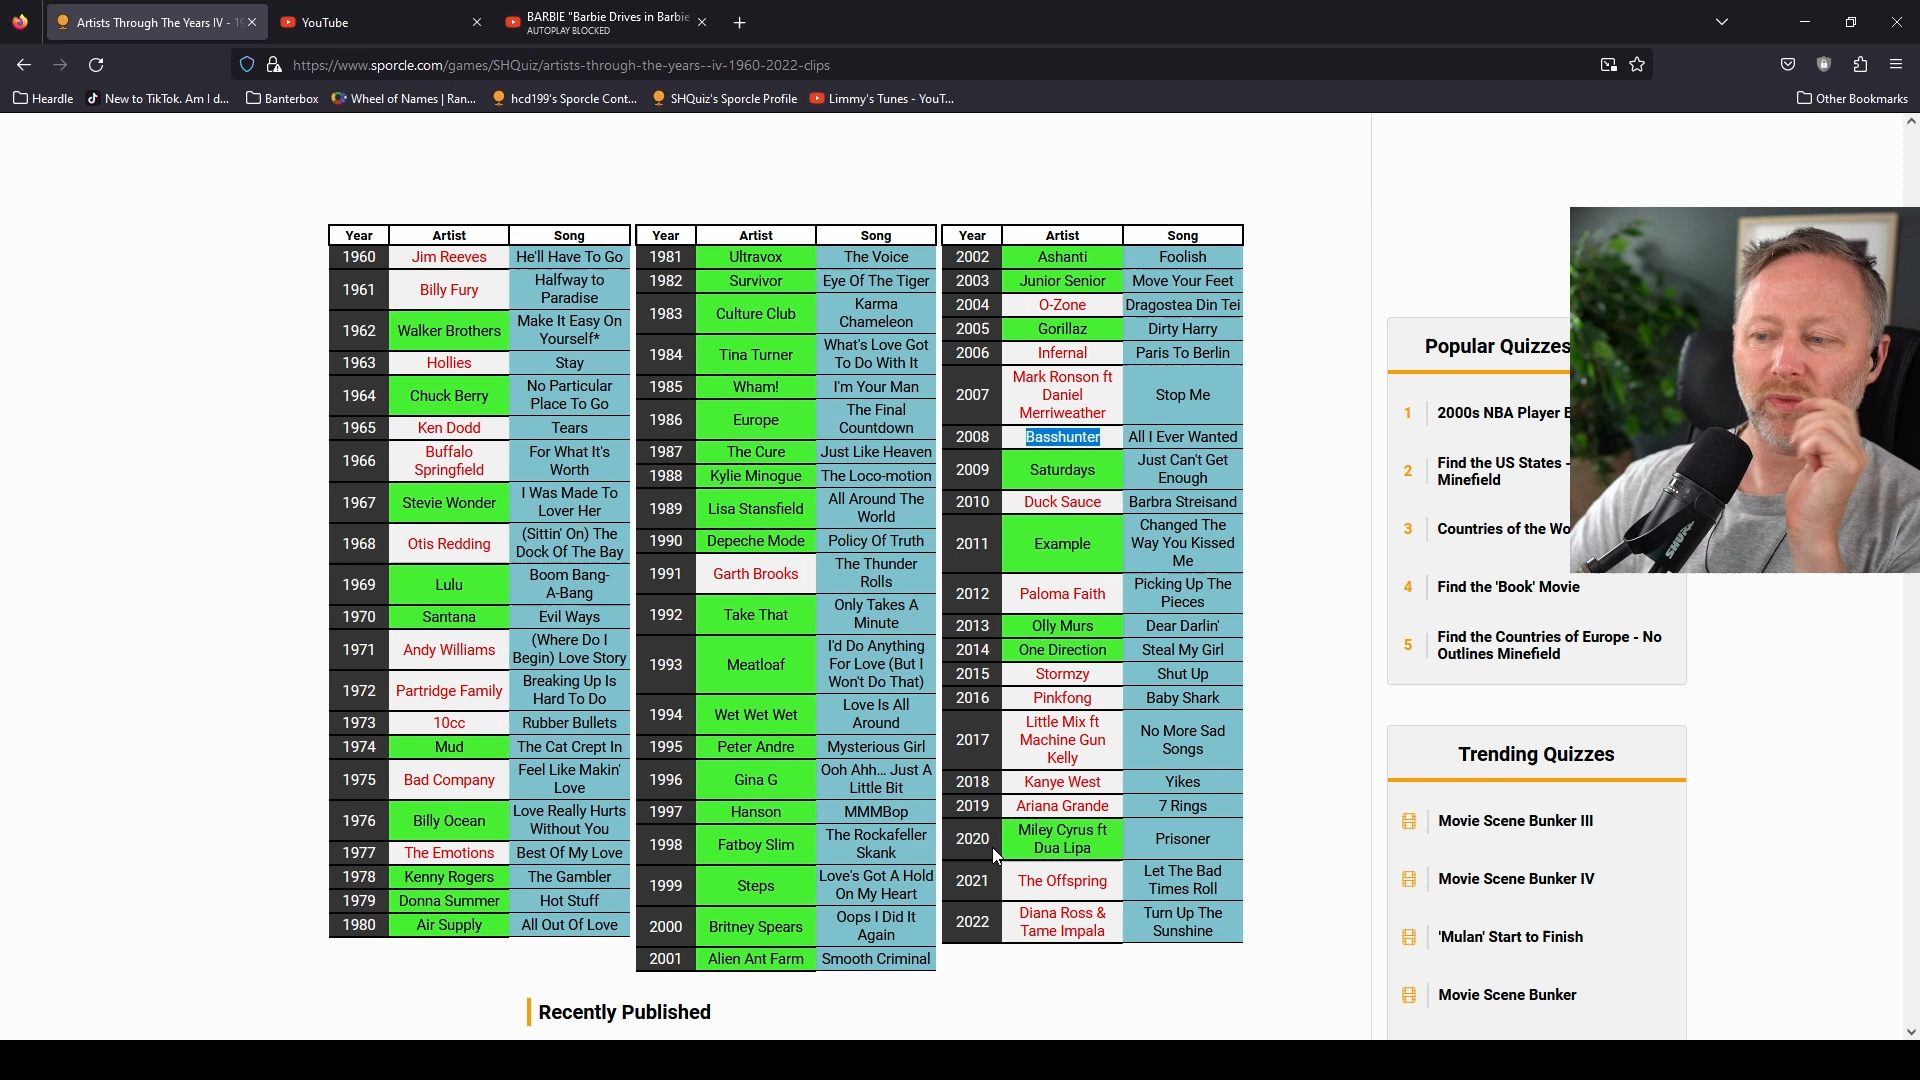 Artists Through The Years IV - 19
YouTube
BARBIE "Barbie Drives in Barbie
AUTOPLAY BLOCKED
https://www.sporcle.com/games/SHQuiz/artists-through-the-years--iv-1960-2022-clips
Heardle
New to TikTok. Am I d...
Banterbox
Wheel of Names | Ran...
hcd199's Sporcle Cont...
SHQuiz's Sporcle Profile
Limmy's Tunes - YouT...
Other Bookmarks
Year Artist Song
1960 Jim Reeves He'll Have To Go
1961 Billy Fury Halfway to
Paradise
1962 Walker Brothers Make It Easy On
Yourself*
1963 Hollies Stay
1964 Chuck Berry No Particular
Place To Go
1965 Ken Dodd Tears
1966 Buffalo
Springfield For What It's
Worth
1967 Stevie Wonder I Was Made To
Lover Her
1968 Otis Redding (Sittin' On) The
Dock Of The Bay
1969 Lulu Boom Bang-
A-Bang
1970 Santana Evil Ways
1971 Andy Williams (Where Do I
Begin) Love Story
1972 Partridge Family Breaking Up Is
Hard To Do
1973 10cc Rubber Bullets
1974 Mud The Cat Crept In
1975 Bad Company Feel Like Makin'
Love
1976 Billy Ocean Love Really Hurts
Without You
1977 The Emotions Best Of My Love
1978 Kenny Rogers The Gambler
1979 Donna Summer Hot Stuff
1980 Air Supply All Out Of Love
Year Artist Song
1981 Ultravox The Voice
1982 Survivor Eye Of The Tiger
1983 Culture Club Karma
Chameleon
1984 Tina Turner What's Love Got
To Do With It
1985 Wham! I'm Your Man
1986 Europe The Final
Countdown
1987 The Cure Just Like Heaven
1988 Kylie Minogue The Loco-motion
1989 Lisa Stansfield All Around The
World
1990 Depeche Mode Policy Of Truth
1991 Garth Brooks The Thunder
Rolls
1992 Take That Only Takes A
Minute
1993 Meatloaf I'd Do Anything
For Love (But I
Won't Do That)
1994 Wet Wet Wet Love Is All
Around
1995 Peter Andre Mysterious Girl
1996 Gina G Ooh Ahh... Just A
Little Bit
1997 Hanson MMMBop
1998 Fatboy Slim The Rockafeller
Skank
1999 Steps Love's Got A Hold
On My Heart
2000 Britney Spears Oops I Did It
Again
2001 Alien Ant Farm Smooth Criminal
Year Artist Song
2002 Ashanti Foolish
2003 Junior Senior Move Your Feet
2004 O-Zone Dragostea Din Tei
2005 Gorillaz Dirty Harry
2006 Infernal Paris To Berlin
2007 Mark Ronson ft
Daniel
Merriweather Stop Me
2008 Basshunter All I Ever Wanted
2009 Saturdays Just Can't Get
Enough
2010 Duck Sauce Barbra Streisand
2011 Example Changed The
Way You Kissed
Me
2012 Paloma Faith Picking Up The
Pieces
2013 Olly Murs Dear Darlin'
2014 One Direction Steal My Girl
2015 Stormzy Shut Up
2016 Pinkfong Baby Shark
2017 Little Mix ft
Machine Gun
Kelly No More Sad
Songs
2018 Kanye West Yikes
2019 Ariana Grande 7 Rings
2020 Miley Cyrus ft
Dua Lipa Prisoner
2021 The Offspring Let The Bad
Times Roll
2022 Diana Ross &
Tame Impala Turn Up The
Sunshine
Recently Published
Popular Quizzes
1 2000s NBA Player
2 Find the US States -
Minefield
3 Countries of the
4 Find the 'Book' Movie
5 Find the Countries of Europe - No
Outlines Minefield
SHURE
Trending Quizzes
Movie Scene Bunker III
Movie Scene Bunker IV
'Mulan' Start to Finish
Movie Scene Bunker